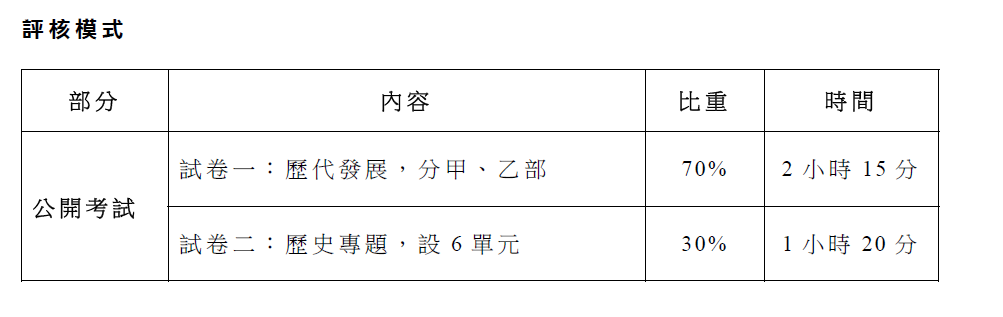 評核模式
部分 內容 比重 時間
公開考試
試卷一：歷代發展，分甲、乙部 70% 2 小時 15 分
試卷二：歷史專題，設 6 單元 30% 1 小時 20 分